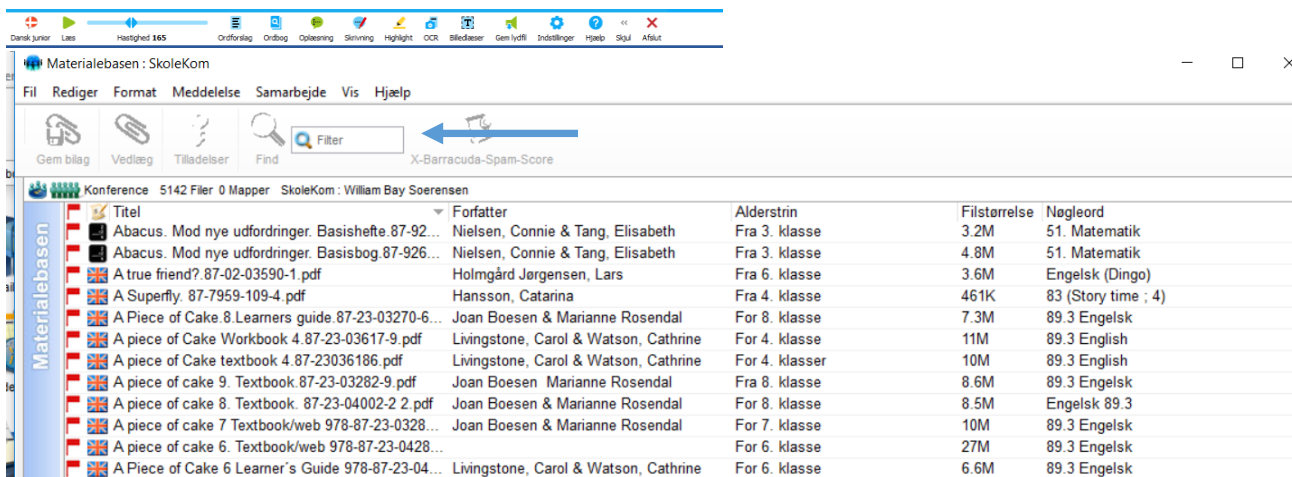 Dansk Junior Læs Hastighed 165 Ordforslag Ordbog Oplæsning Skrivning Highlight OCR Billedlæser Gem lydfil Indstillinger Hjælp Skjul Afslut
Materialebasen : SkoleKom
Fil Rediger Format Meddelelse Samarbejde Vis Hjælp
Filter
Gem bilag Vedlæg Tilladelser Find X-Barracuda-Spam-Score
Konference 5142 Filer 0 Mapper SkoleKom : William Bay Soerensen
Materialebasen
Titel Forfatter Alderstrin Filstørrelse Nøgleord
Abacus. Mod nye udfordringer. Basishefte.87-92... Nielsen, Connie & Tang, Elisabeth Fra 3. klasse 3.2M 51. Matematik
Abacus. Mod nye udfordringer. Basisbog.87-926... Nielsen, Connie & Tang, Elisabeth Fra 3. klasse 4.8M 51. Matematik
A true friend?.87-02-03590-1.pdf Holmgård Jørgensen, Lars Fra 6. klasse 3.6M Engelsk (Dingo)
A Superfly. 87-7959-109-4.pdf Hansson, Catarina Fra 4. klasse 461K 83 (Story time ; 4)
A Piece of Cake.8.Learners guide.87-23-03270-6... Joan Boesen & Marianne Rosendal For 8. klasse 7.3M 89.3 Engelsk
A piece of Cake Workbook 4.87-23-03617-9.pdf Livingstone, Carol & Watson, Cathrine For 4. klasse 11M 89.3 English
A piece of Cake textbook 4.87-23036186.pdf Livingstone, Carol & Watson, Cathrine For 4. klasser 10M 89.3 English
A piece of cake 9. Textbook.87-23-03282-9.pdf Joan Boesen Marianne Rosendal Fra 8. klasse 8.6M 89.3 Engelsk
A piece of cake 8. Textbook. 87-23-04002-2 2.pdf Joan Boesen & Marianne Rosendal For 8. klasse 8.5M Engelsk 89.3
A piece of cake 7 Textbook/web 978-87-23-0328... Joan Boesen & Marianne Rosendal For 7. klasse 10M 89.3 Engelsk
A piece of cake 6. Textbook/web 978-87-23-0428... For 6. klasse 27M 89.3 Engelsk
A Piece of Cake 6 Learner´s Guide 978-87-23-04... Livingstone, Carol & Watson, Cathrine For 6. klasse 6.6M 89.3 Engelsk